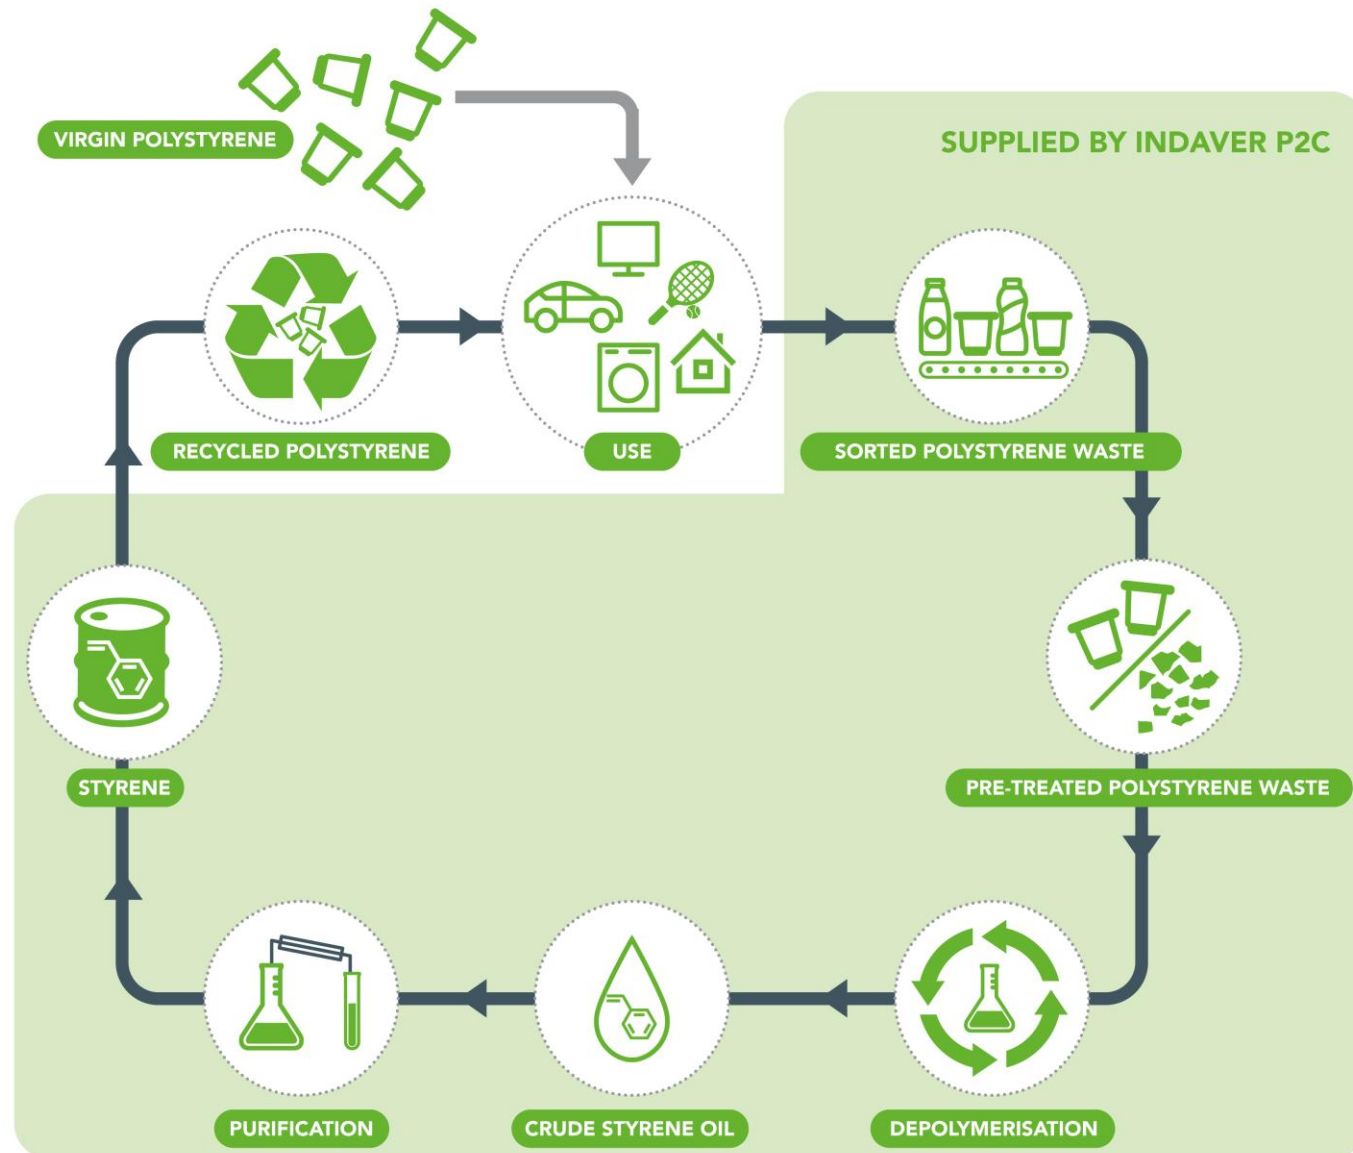 VIRGIN POLYSTYRENE
SUPPLIED BY INDAVER P2C
RECYCLED POLYSTYRENE
USE
SORTED POLYSTYRENE WASTE
STYRENE
PRE-TREATED POLYSTYRENE WASTE
PURIFICATION
CRUDE STYRENE OIL
DEPOLYMERISATION